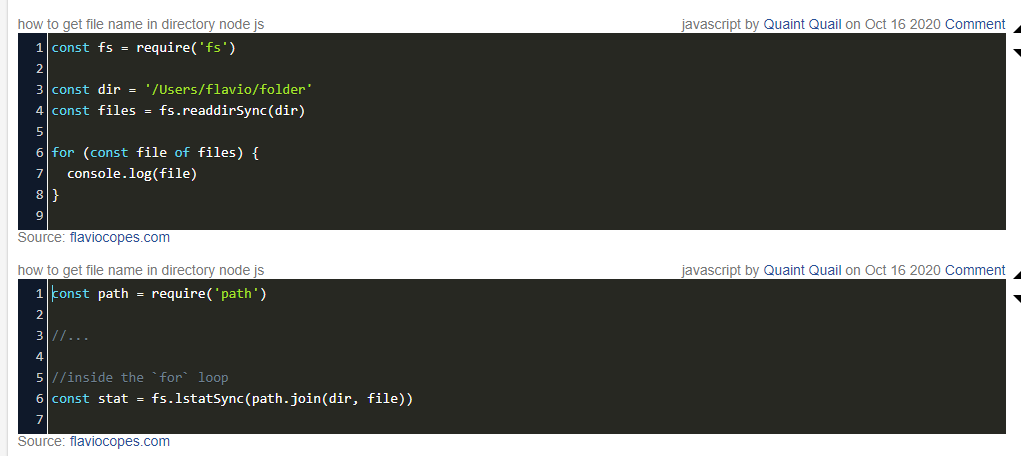 how to get file name in directory node js
javascript by Quaint Quail on Oct 16 2020 Comment
1 const fs = require('fs')
2
3 const dir = '/Users/flavio/folder'
4 const files = fs.readdirSync(dir)
5
6 for (const file of files) {
7   console.log(file)
8 }
9
Source: flaviocopes.com
how to get file name in directory node js
javascript by Quaint Quail on Oct 16 2020 Comment
1 const path = require('path')
2
3 //...
4
5 //inside the `for` loop
6 const stat = fs.lstatSync(path.join(dir, file))
7
Source: flaviocopes.com